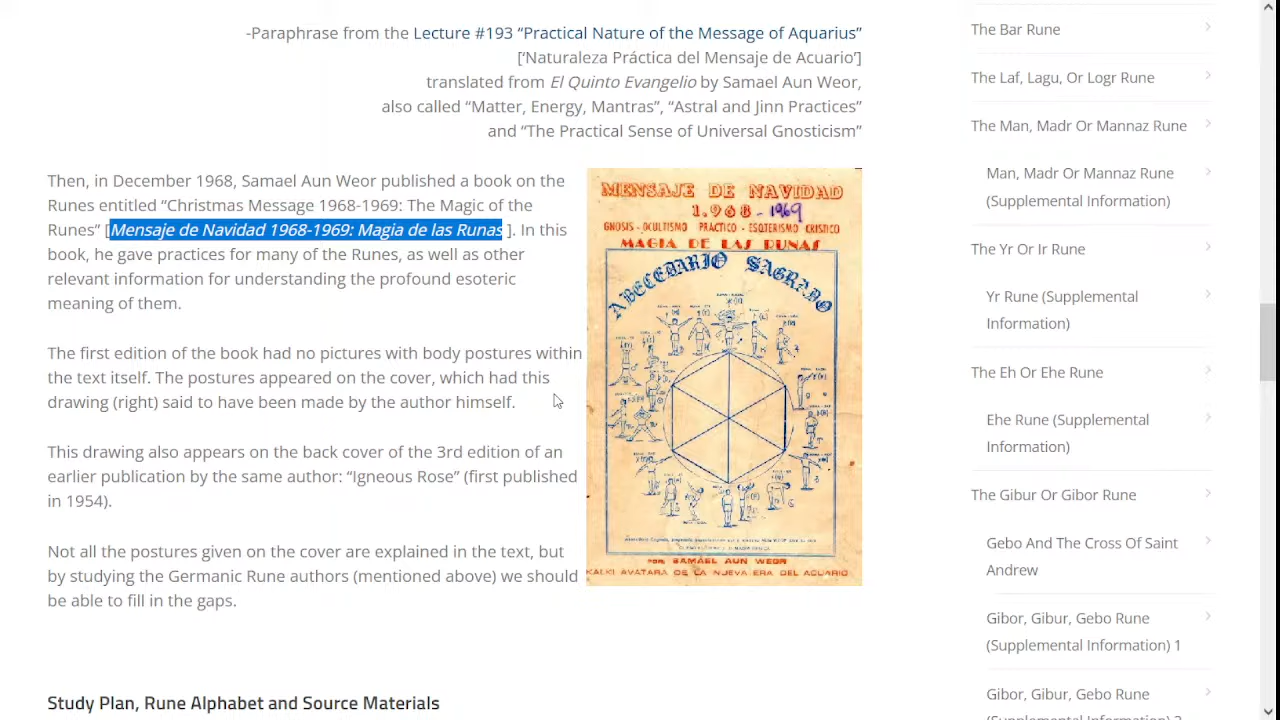 -Paraphrase from the Lecture #193 “Practical Nature of the Message of Aquarius”
[‘Naturaleza Práctica del Mensaje de Acuario’]
translated from El Quinto Evangelio by Samael Aun Weor,
also called “Matter, Energy, Mantras”, “Astral and Jinn Practices”
and “The Practical Sense of Universal Gnosticism”
Then, in December 1968, Samael Aun Weor published a book on the
Runes entitled “Christmas Message 1968-1969: The Magic of the
Runes” [Mensaje de Navidad 1968-1969: Magia de las Runas ]. In this
book, he gave practices for many of the Runes, as well as other
relevant information for understanding the profound esoteric
meaning of them.
The first edition of the book had no pictures with body postures within
the text itself. The postures appeared on the cover, which had this
drawing (right) said to have been made by the author himself.
This drawing also appears on the back cover of the 3rd edition of an
earlier publication by the same author: “Igneous Rose” (first published
in 1954).
Not all the postures given on the cover are explained in the text, but
by studying the Germanic Rune authors (mentioned above) we should
be able to fill in the gaps.
Study Plan, Rune Alphabet and Source Materials
MENSAJE DE NAVIDAD
1.968 - 1969
GNOSIS - OCULTISMO PRACTICO - ESOTERISMO CRISTICO
MAGIA DE LAS RUNAS
ABECEDARIO SAGRADO
POR: SAMAEL AUN WEOR
KALKI AVATARA DE LA NUEVA ERA DEL ACUARIO
The Bar Rune
The Laf, Lagu, Or Logr Rune
The Man, Madr Or Mannaz Rune
Man, Madr Or Mannaz Rune
(Supplemental Information)
The Yr Or Ir Rune
Yr Rune (Supplemental
Information)
The Eh Or Ehe Rune
Ehe Rune (Supplemental
Information)
The Gibur Or Gibor Rune
Gebo And The Cross Of Saint
Andrew
Gibor, Gibur, Gebo Rune
(Supplemental Information) 1
Gibor, Gibur, Gebo Rune
(Supplemental Information) 2